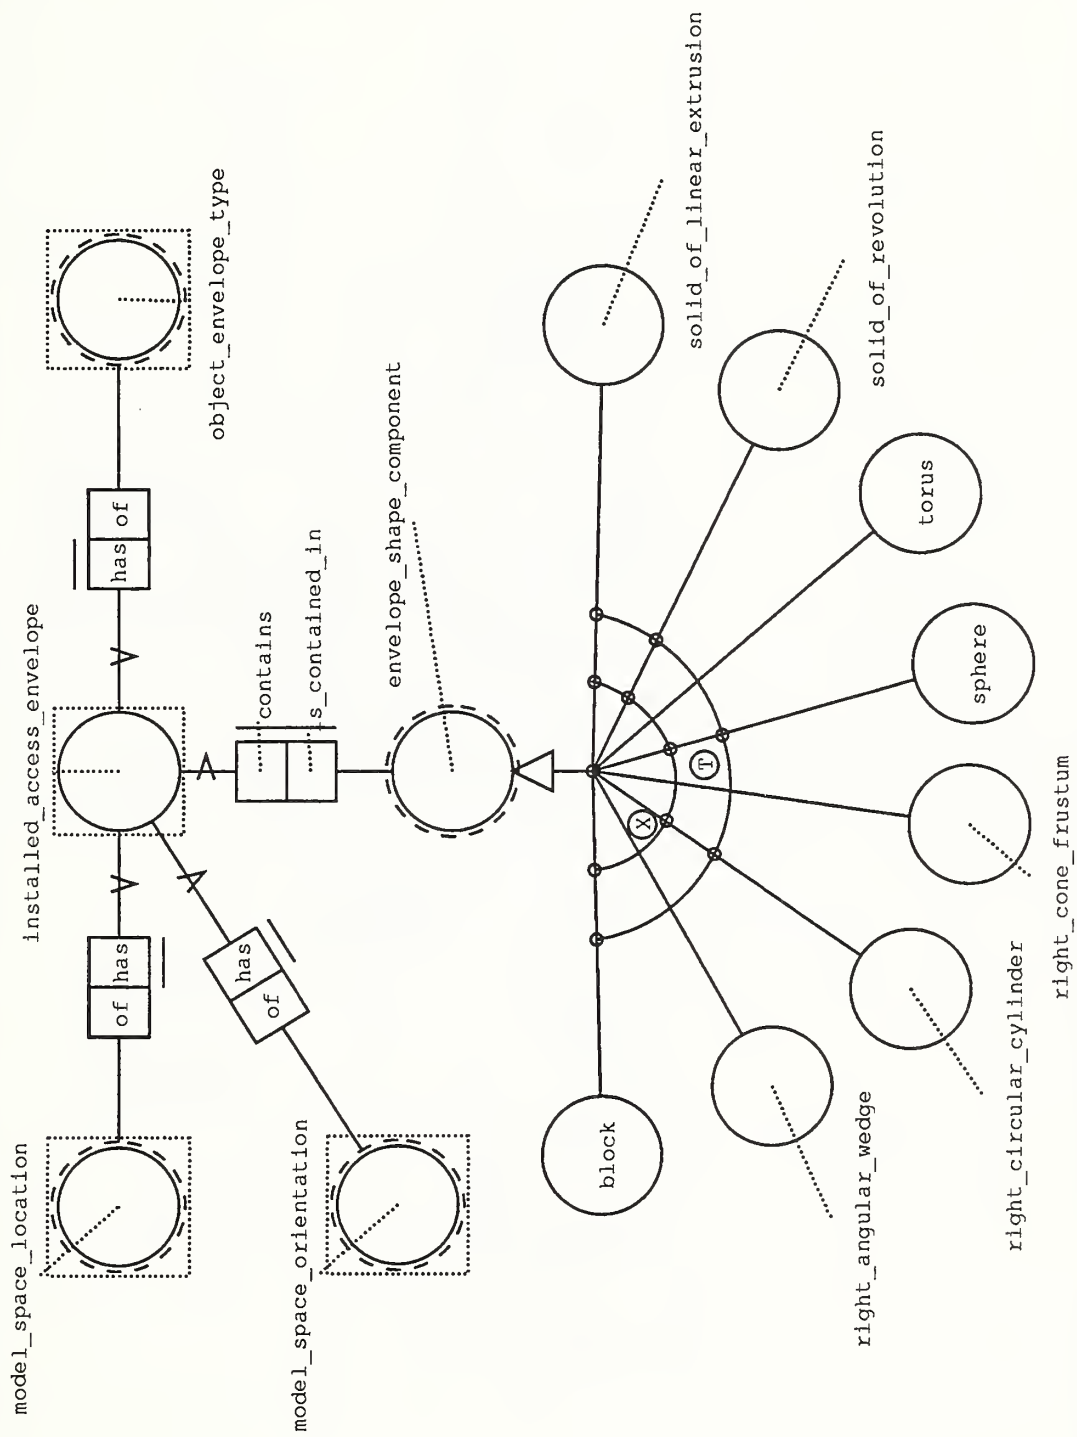 model_space_location
installed_access_envelope
object_envelope_type
of
has
has
of
has
of
model_space_orientation
contains
is_contained_in
envelope_shape_component
X
T
block
right_angular_wedge
right_circular_cylinder
right_cone_frustum
sphere
torus
solid_of_revolution
solid_of_linear_extrusion